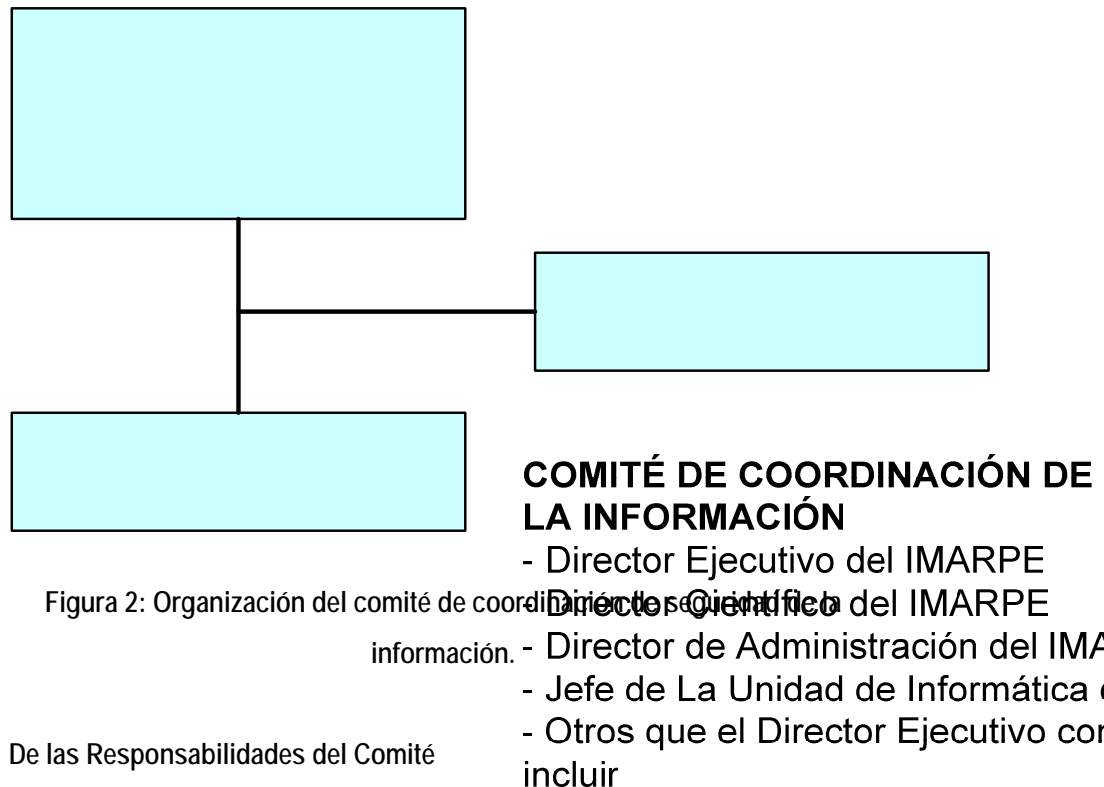 COMITÉ DE COORDINACIÓN DE
LA INFORMACIÓN
- Director Ejecutivo del IMARPE
- Director Científico del IMARPE
- Director de Administración del
- Jefe de La Unidad de Informática
- Otros que el Director Ejecutivo
incluir
Figura 2: Organización del comité de coordinación de seguridad de la
información.
De las Responsabilidades del Comité